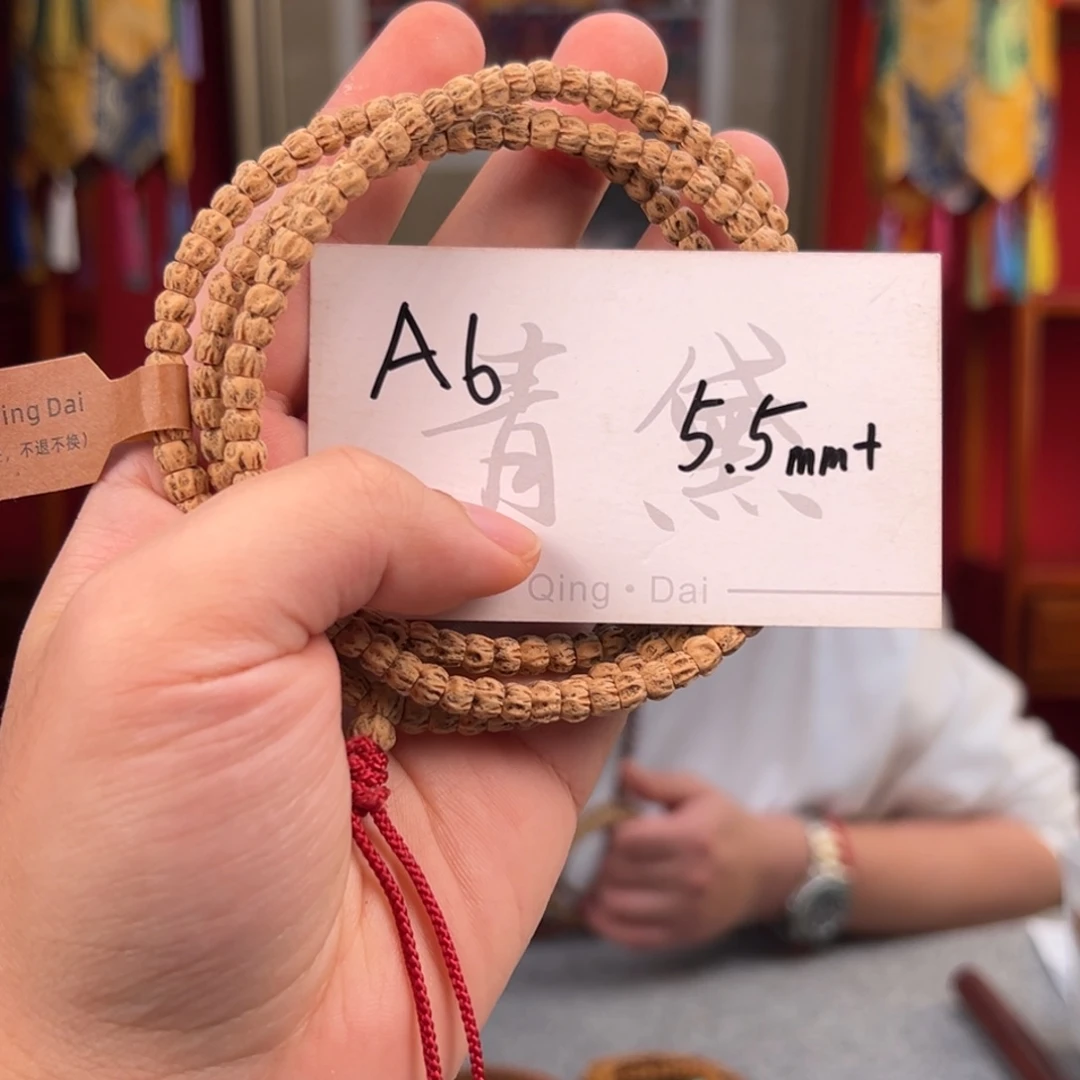 A6
5.5mm+
青黛
Qing · Dai
ing Dai
，不退不换）